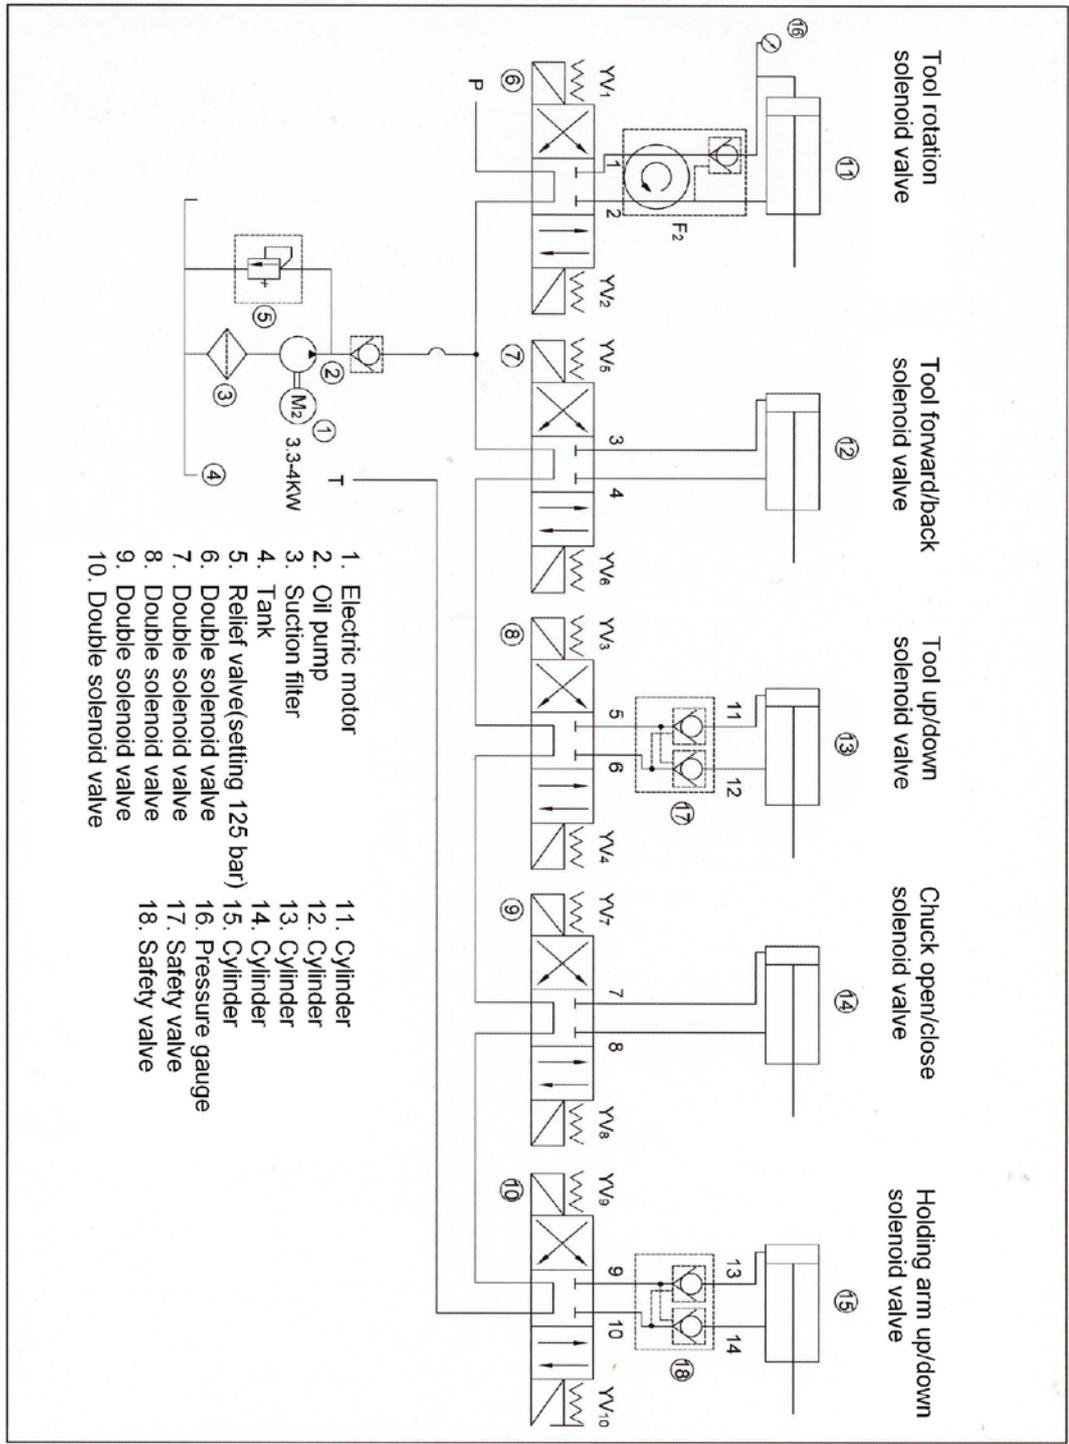 Tool rotation
solenoid valve
Tool forward/back
solenoid valve
Tool up/down
solenoid valve
Chuck open/close
solenoid valve
Holding arm up/down
solenoid valve
16
11
12
13
14
15
F2
11
12
17
13
14
18
1
2
3
4
5
6
7
8
9
10
YV1
YV2
YV5
YV6
YV3
YV4
YV7
YV8
YV9
YV10
6
7
8
9
10
P
5
2
3
M2
1
3.3-4KW
T
4
1. Electric motor
2. Oil pump
3. Suction filter
4. Tank
5. Relief valve(setting 125 bar)
6. Double solenoid valve
7. Double solenoid valve
8. Double solenoid valve
9. Double solenoid valve
10. Double solenoid valve
11. Cylinder
12. Cylinder
13. Cylinder
14. Cylinder
15. Cylinder
16. Pressure gauge
17. Safety valve
18. Safety valve